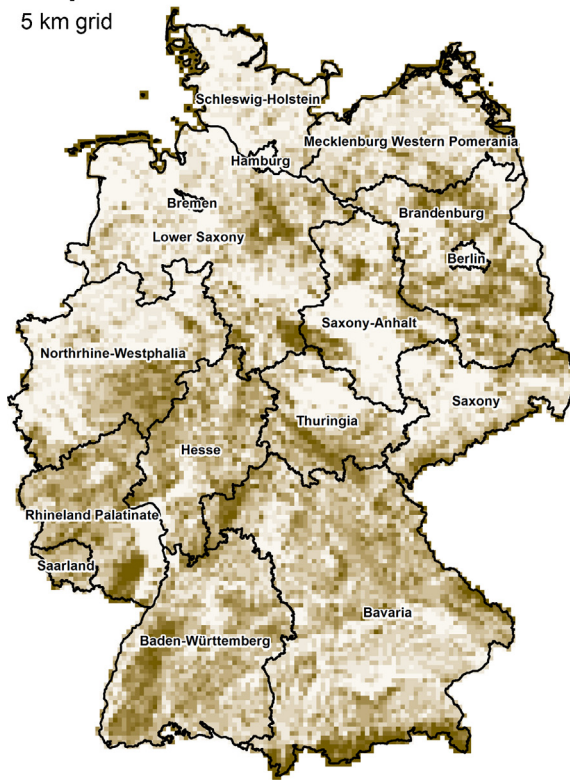 5 km grid
Schleswig-Holstein
Mecklenburg Western Pomerania
Hamburg
Bremen
Brandenburg
Lower Saxony
Berlin
Saxony-Anhalt
Northrhine-Westphalia
Saxony
Thuringia
Hesse
Rhineland Palatinate
Saarland
Bavaria
Baden-Württemberg